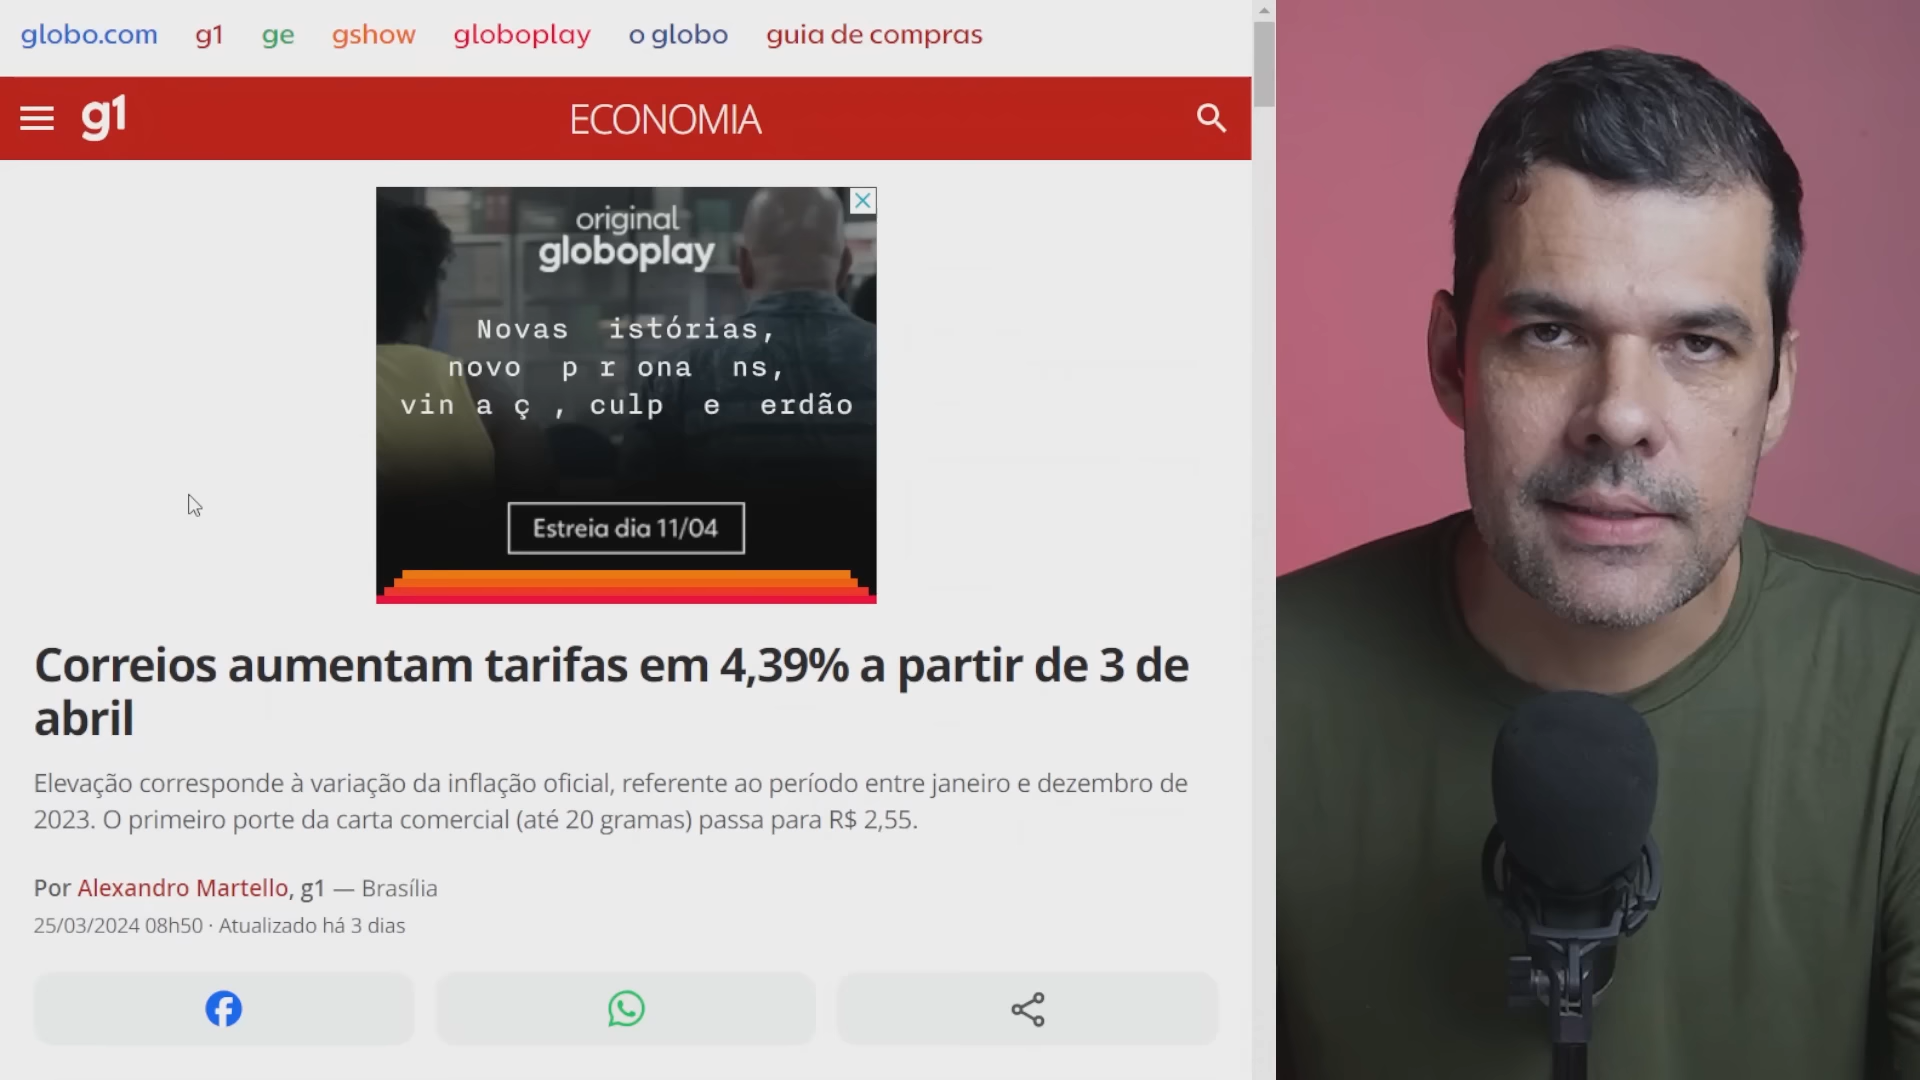 globo.com g1 ge gshow globoplay o globo guia de compras
g1 ECONOMIA
original
globoplay
Novas istórias,
novo p r ona ns,
vin a ç , culp e erdão
Estreia dia 11/04
Correios aumentam tarifas em 4,39% a partir de 3 de
abril
Elevação corresponde à variação da inflação oficial, referente ao período entre janeiro e dezembro de
2023. O primeiro porte da carta comercial (até 20 gramas) passa para R$ 2,55.
Por Alexandro Martello, g1 — Brasília
25/03/2024 08h50 · Atualizado há 3 dias